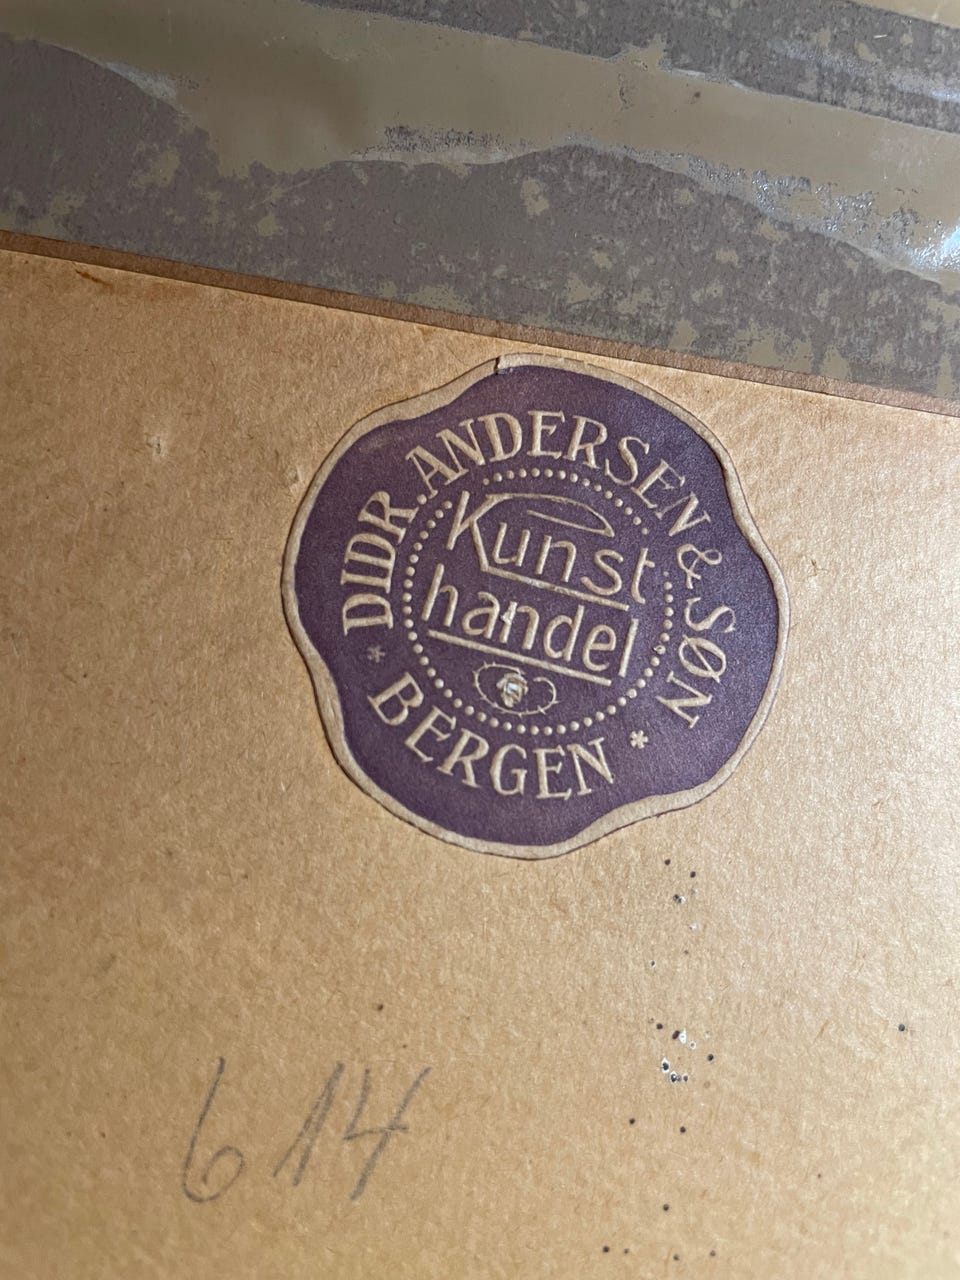 DIDR. ANDERSEN & SØN
Kunst
handel
* BERGEN *
614